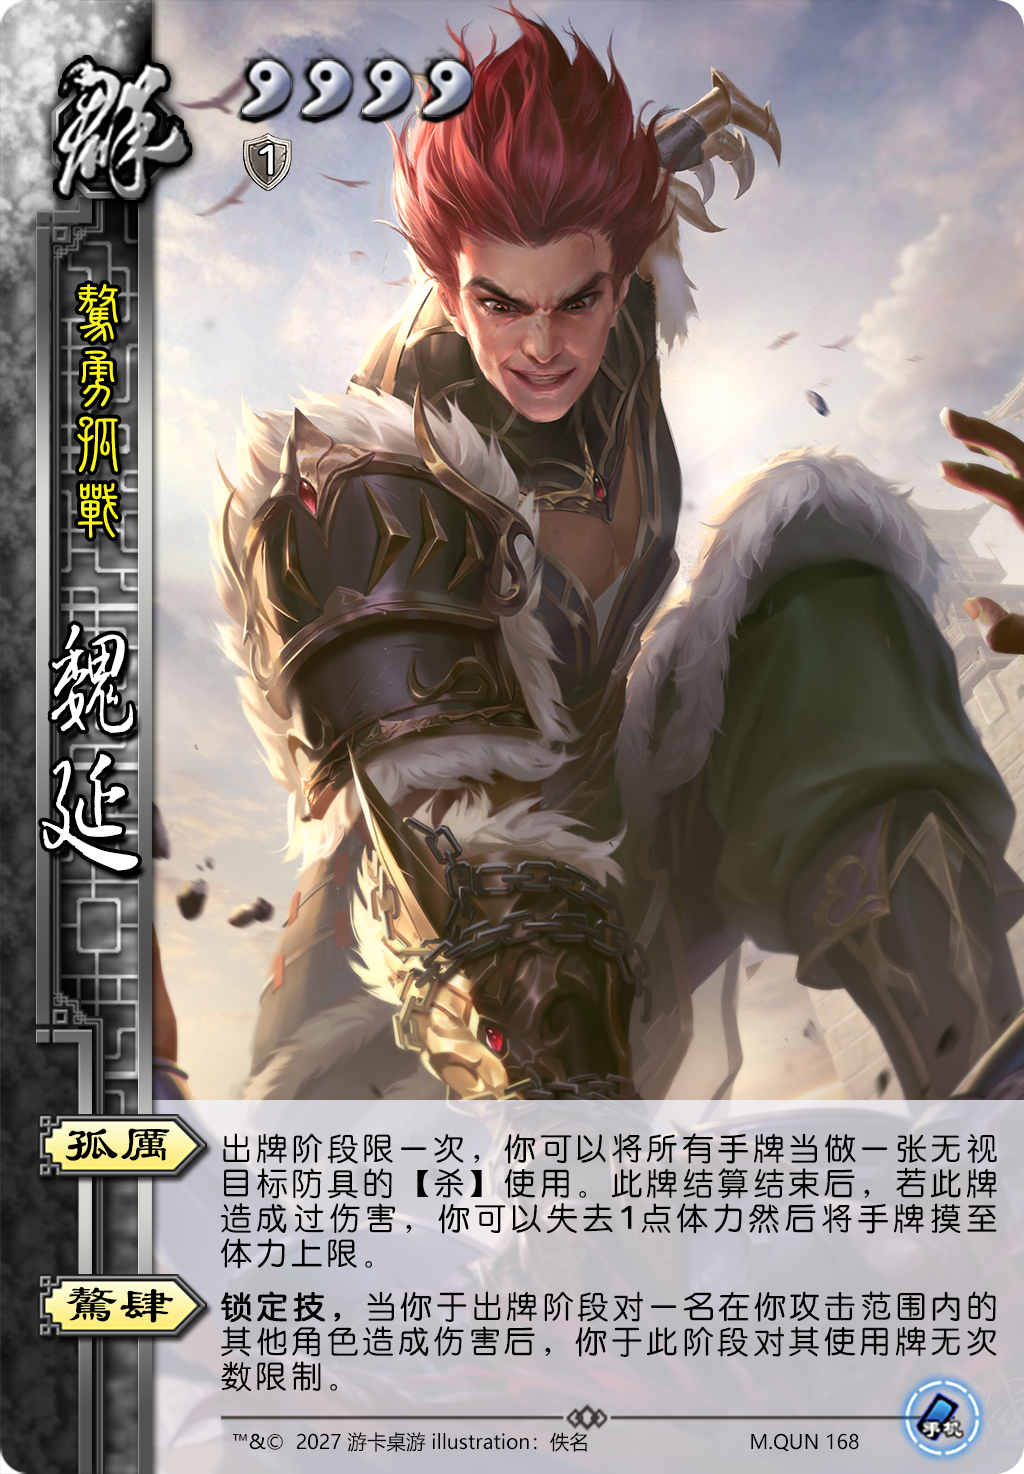 群
1
驁勇孤戰
魏延
孤厲
出牌阶段限一次，你可以将所有手牌当做一张无视
目标防具的【杀】使用。此牌结算结束后，若此牌
造成过伤害，你可以失去1点体力然后将手牌摸至
体力上限。
驁肆
锁定技，当你于出牌阶段对一名在你攻击范围内的
其他角色造成伤害后，你于此阶段对其使用牌无次
数限制。
™&© 2027 游卡桌游 illustration：佚名
M.QUN 168
手机